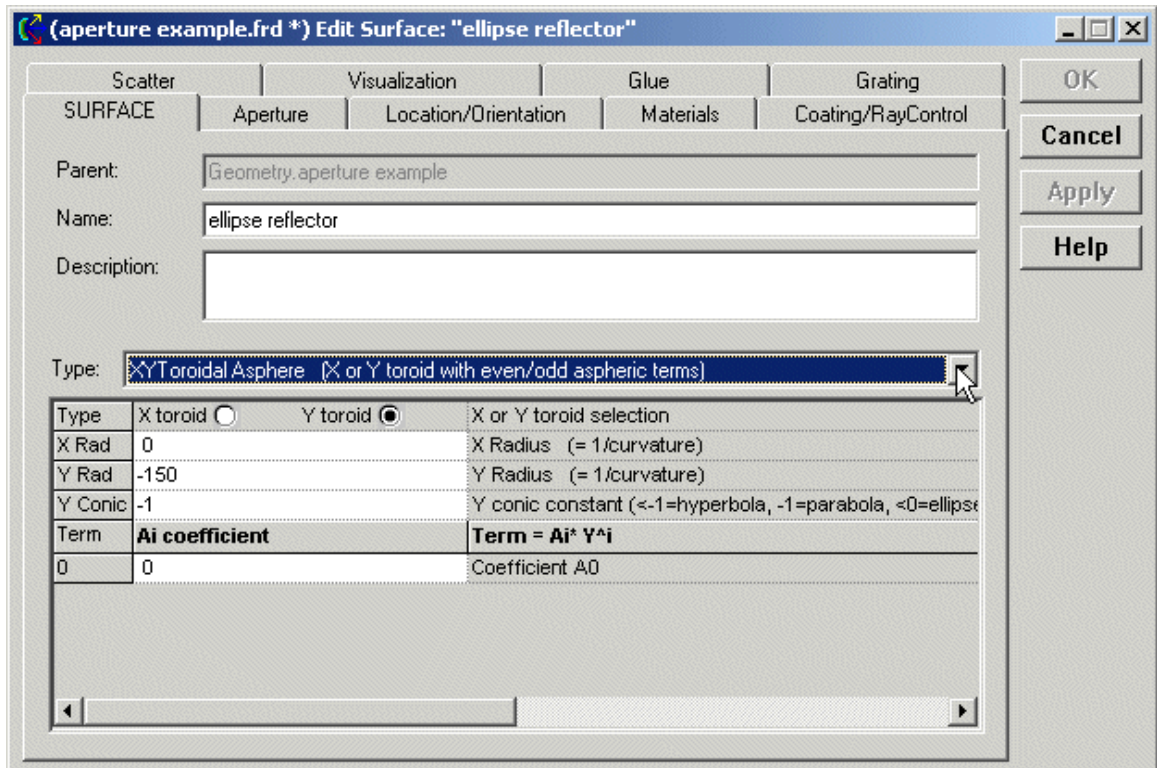 (aperture example.frd *) Edit Surface: "ellipse reflector"
Scatter Visualization Glue Grating
SURFACE Aperture Location/Orientation Materials Coating/RayControl
OK
Cancel
Apply
Help
Parent: Geometry.aperture example
Name: ellipse reflector
Description:
Type: XYToroidal Asphere (X or Y toroid with even/odd aspheric terms)
Type X toroid Y toroid X or Y toroid selection
X Rad 0 X Radius (= 1/curvature)
Y Rad -150 Y Radius (= 1/curvature)
Y Conic -1 Y conic constant (<-1=hyperbola, -1=parabola, <0=ellipse
Term Ai coefficient Term = Ai* Y^i
0 0 Coefficient A0